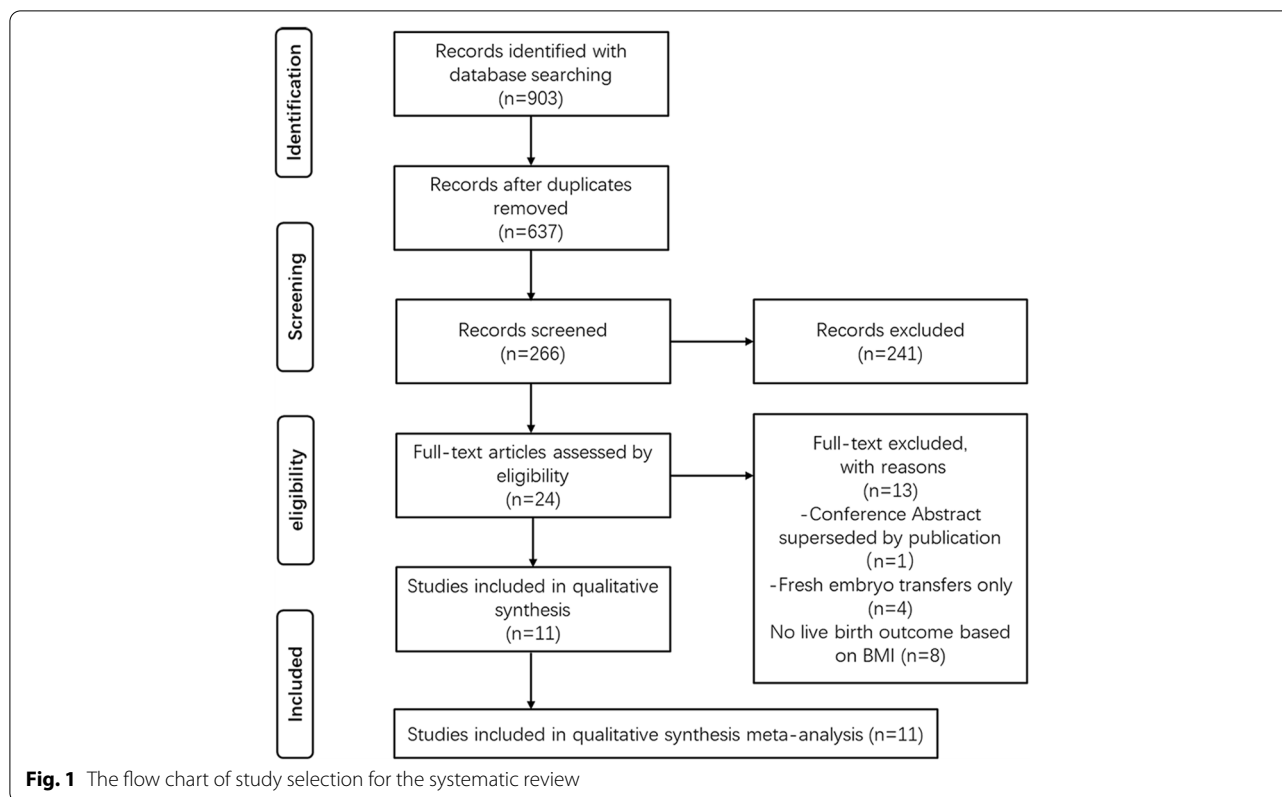 Identification
Records identified with
database searching
(n=903)
Records after duplicates
removed
(n=637)
Screening
Records screened
(n=266)
Records excluded
(n=241)
eligibility
Full-text articles assessed by
eligibility
(n=24)
Full-text excluded,
with reasons
(n=13)
-Conference Abstract
superseded by publication
(n=1)
-Fresh embryo transfers only
(n=4)
No live birth outcome based
on BMI (n=8)
Studies included in qualitative
synthesis
(n=11)
Included
Studies included in qualitative synthesis meta-analysis (n=11)
Fig. 1 The flow chart of study selection for the systematic review